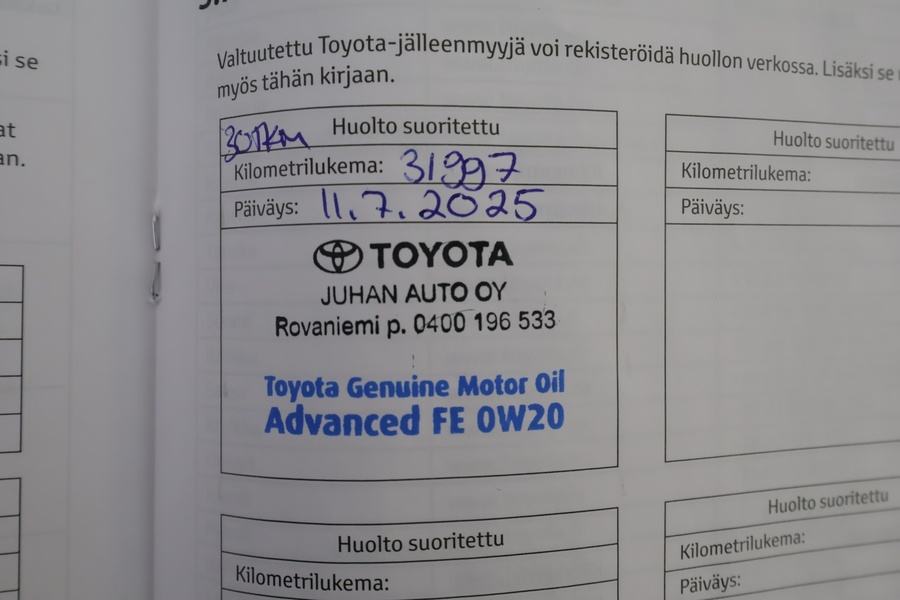 si se
at
an.
Valtuutettu Toyota-jälleenmyyjä voi rekisteröidä huollon verkossa. Lisäksi se
myös tähän kirjaan.
Huolto suoritettu
Kilometrilukema: 31997
Päiväys: 11.7.2025
TOYOTA
JUHAN AUTO OY
Rovaniemi p. 0400 196 533
Toyota Genuine Motor Oil
Advanced FE 0W20
Huolto suoritettu
Kilometrilukema:
Päiväys:
Huolto suoritettu
Kilometrilukema:
Huolto suoritettu
Kilometrilukema:
Päiväys: